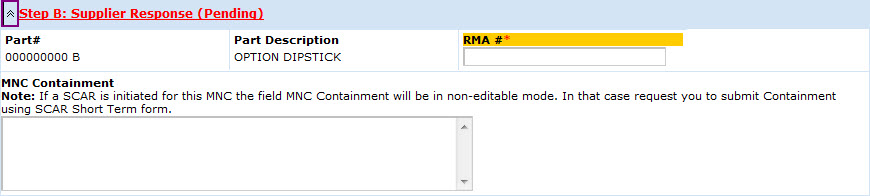 Step B: Supplier Response (Pending)
Part# Part Description RMA #*
000000000 B OPTION DIPSTICK
MNC Containment
Note: If a SCAR is initiated for this MNC the field MNC Containment will be in non-editable mode. In that case request you to submit Containment
using SCAR Short Term form.